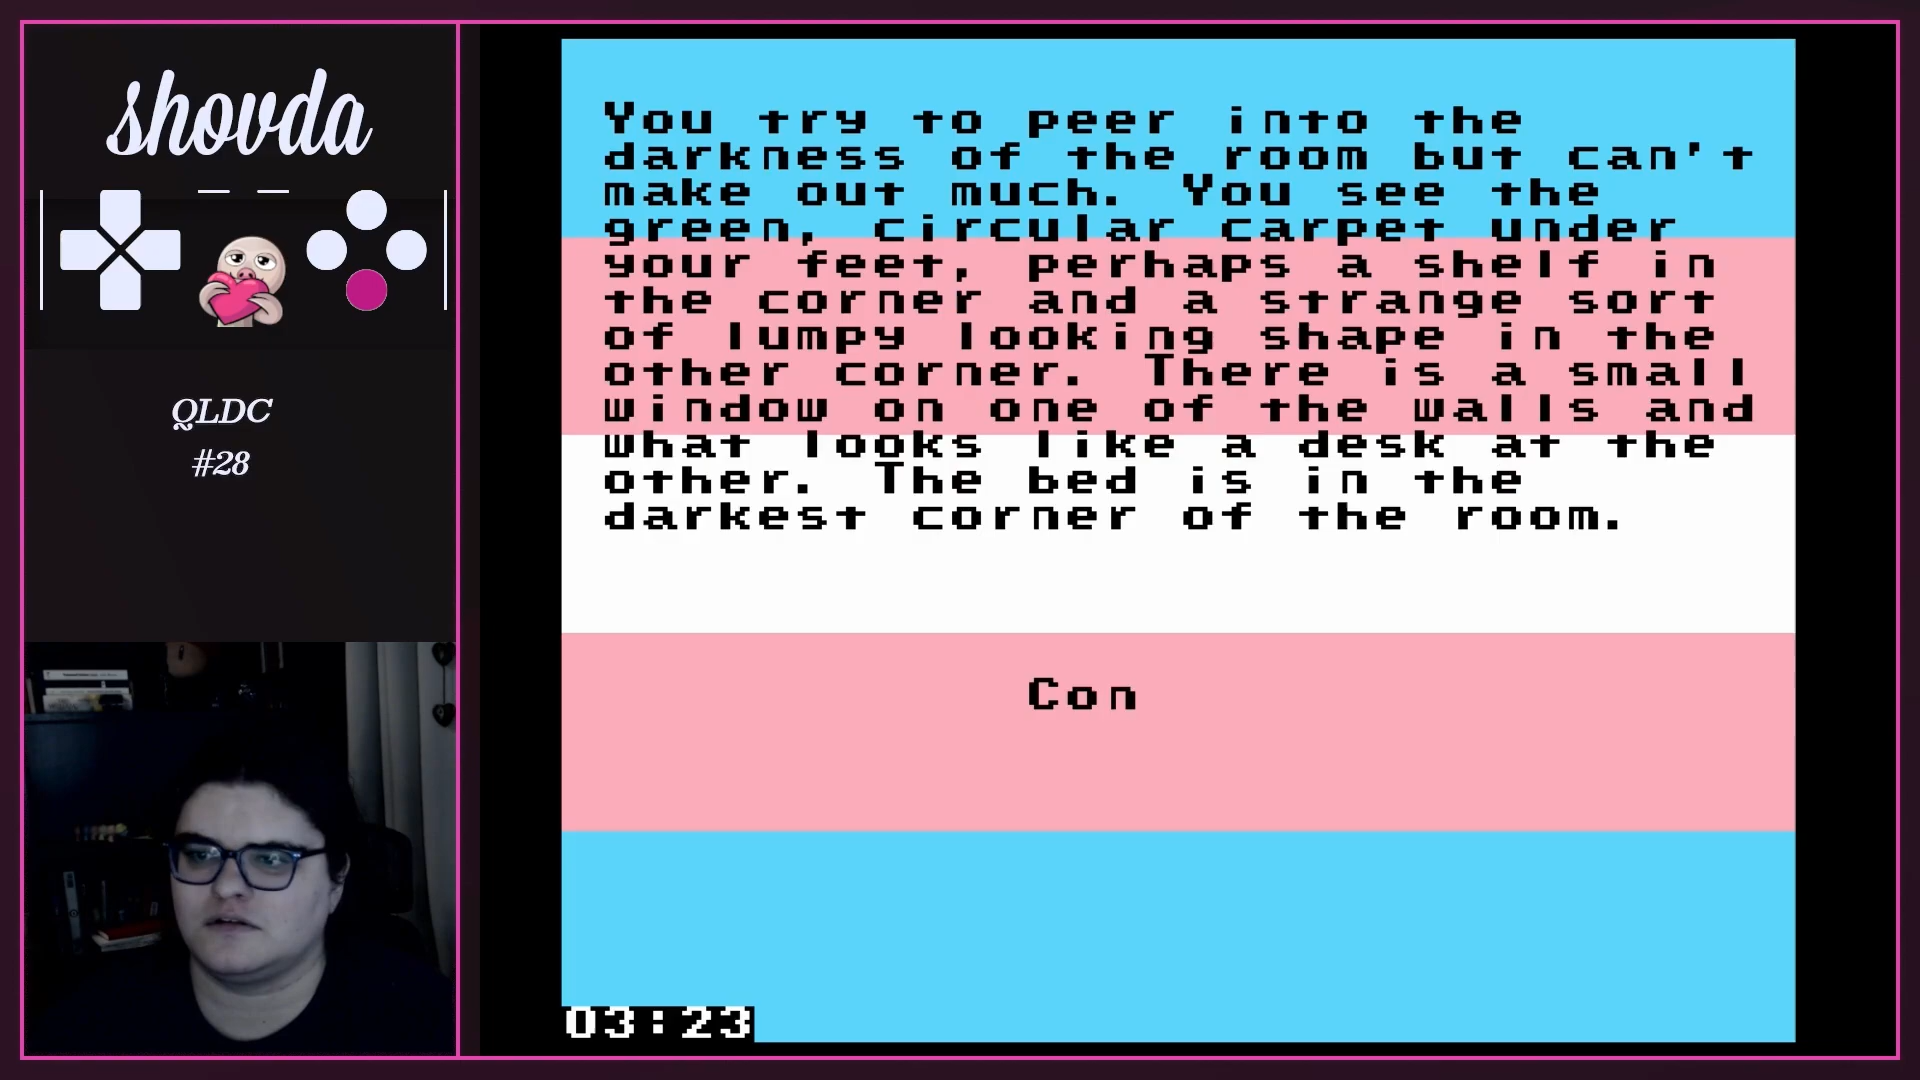 shovda
QLDC
#28
You try to peer into the
darkness of the room but can't
make out much. You see the
green, circular carpet under
your feet, perhaps a shelf in
the corner and a strange sort
of lumpy looking shape in the
other corner. There is a small
window on one of the walls and
what looks like a desk at the
other. The bed is in the
darkest corner of the room.
Con
03:23